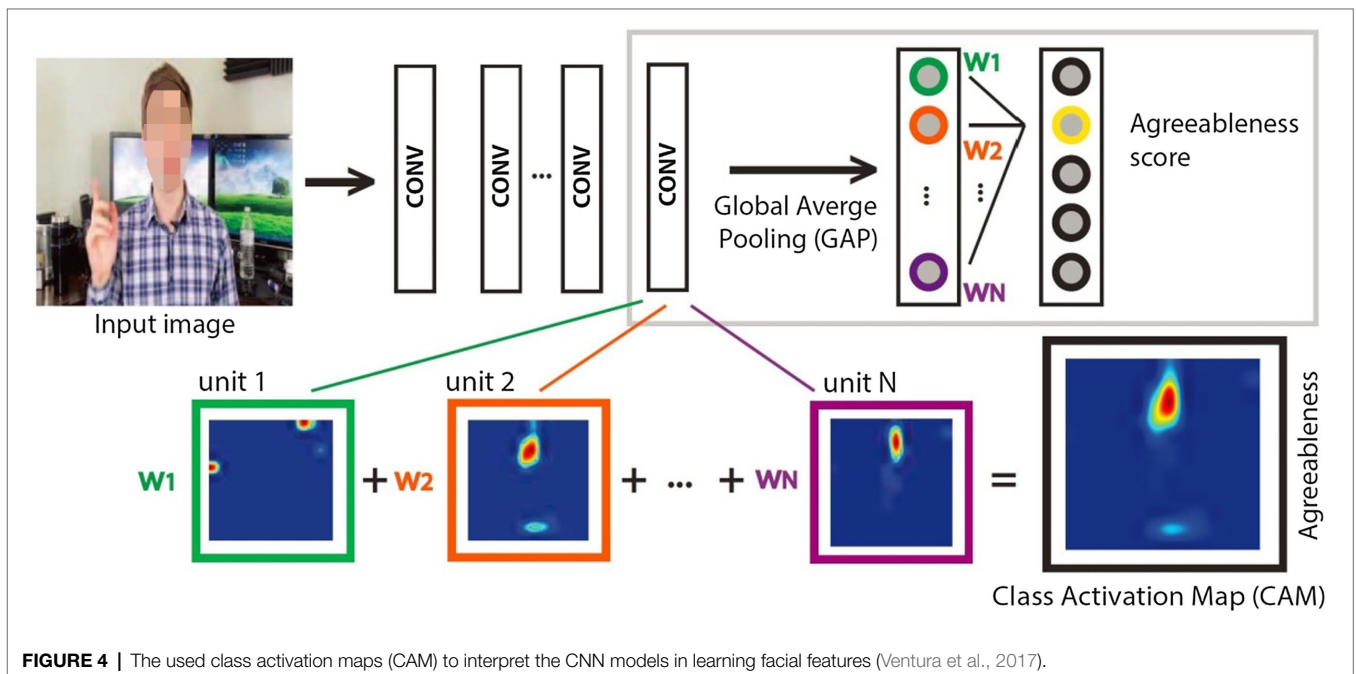 CONV
CONV
...
CONV
CONV
Global Averge
Pooling (GAP)
W1
W2
...
...
WN
Agreeableness
score
Input image
unit 1
unit 2
unit N
W1
+
W2
+ ... +
WN
=
Agreeableness
Class Activation Map (CAM)
FIGURE 4 | The used class activation maps (CAM) to interpret the CNN models in learning facial features (Ventura et al., 2017).